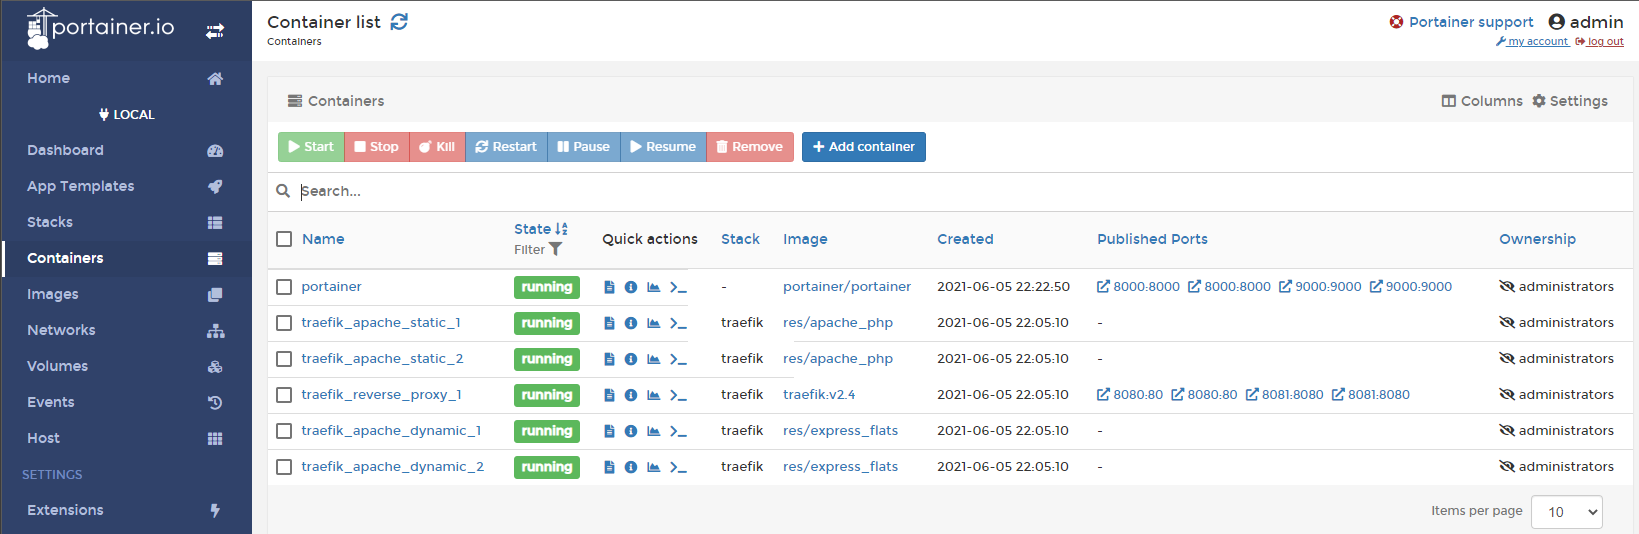 portainer.io
Home
LOCAL
Dashboard
App Templates
Stacks
Containers
Images
Networks
Volumes
Events
Host
SETTINGS
Extensions
Container list
Containers
Portainer support admin
my account log out
Containers Columns Settings
Start Stop Kill Restart Pause Resume Remove Add container
Search...
Name State Filter Quick actions Stack Image Created Published Ports Ownership
portainer running - portainer/portainer 2021-06-05 22:22:50 8000:8000 8000:8000 9000:9000 9000:9000 administrators
traefik_apache_static_1 running traefik res/apache_php 2021-06-05 22:05:10 - administrators
traefik_apache_static_2 running traefik res/apache_php 2021-06-05 22:05:10 - administrators
traefik_reverse_proxy_1 running traefik traefik:v2.4 2021-06-05 22:05:10 8080:80 8080:80 8081:8080 8081:8080 administrators
traefik_apache_dynamic_1 running traefik res/express_flats 2021-06-05 22:05:10 - administrators
traefik_apache_dynamic_2 running traefik res/express_flats 2021-06-05 22:05:10 - administrators
Items per page 10